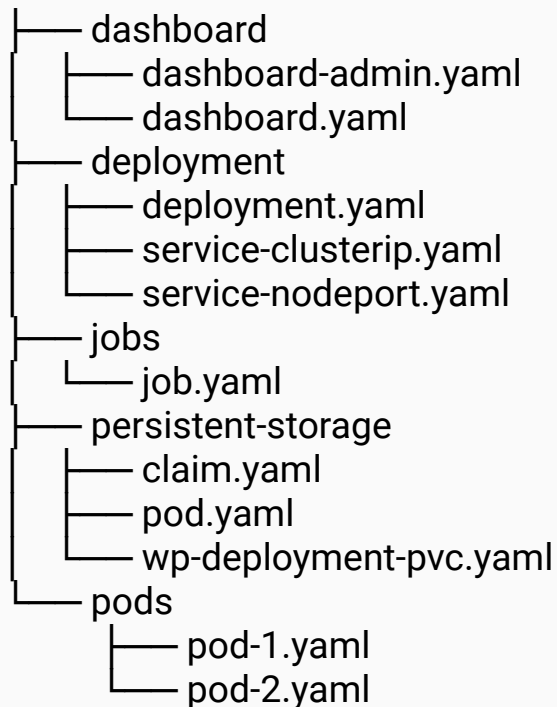 dashboard
dashboard-admin.yaml
dashboard.yaml
deployment
deployment.yaml
service-clusterip.yaml
service-nodeport.yaml
jobs
job.yaml
persistent-storage
claim.yaml
pod.yaml
wp-deployment-pvc.yaml
pods
pod-1.yaml
pod-2.yaml